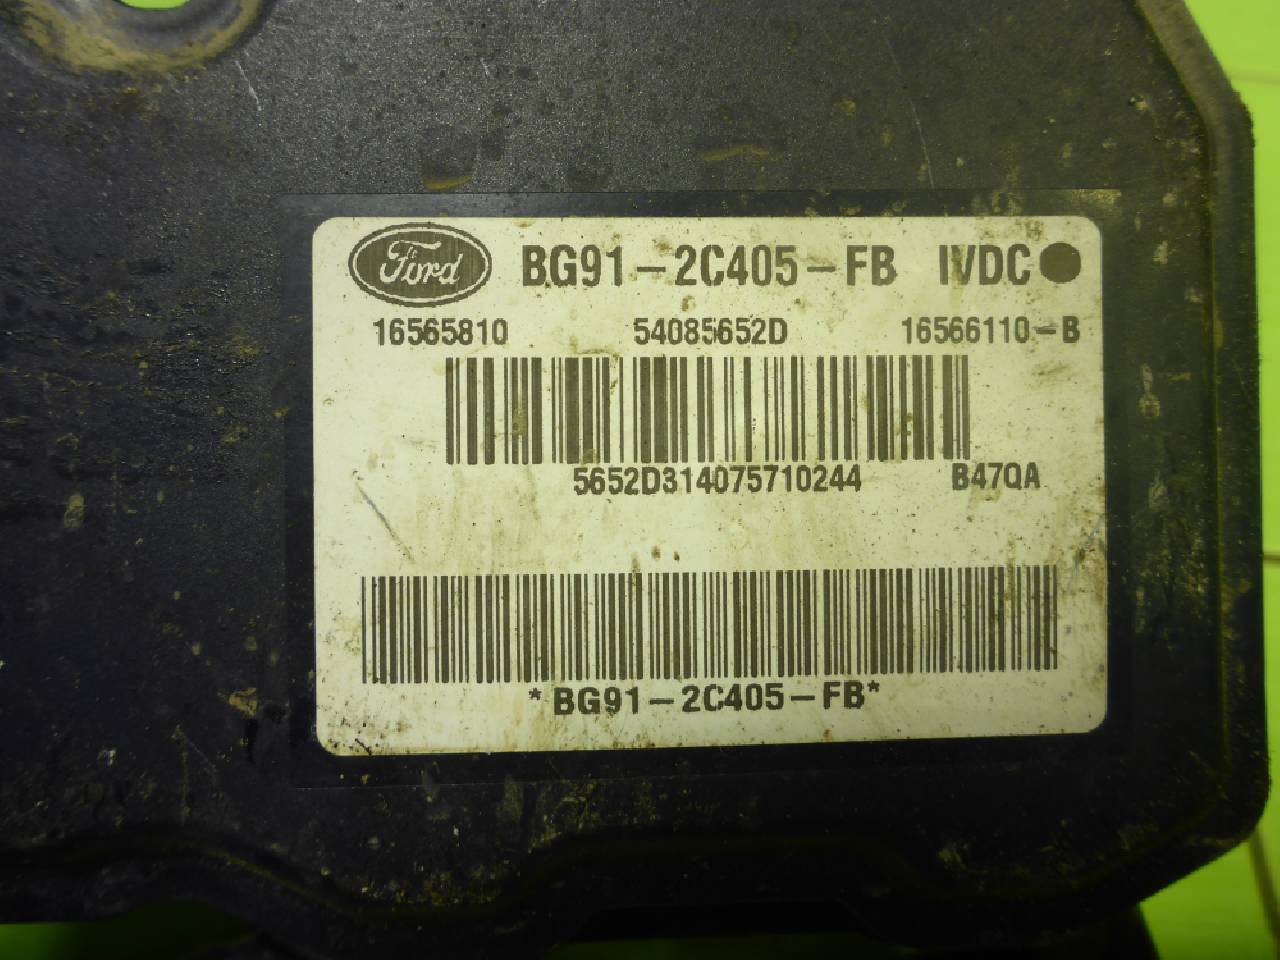 Ford BG91-2C405-FB IVDC
16565810 54085652D 16566110-B
5652D314075710244 B47QA
*BG91-2C405-FB*